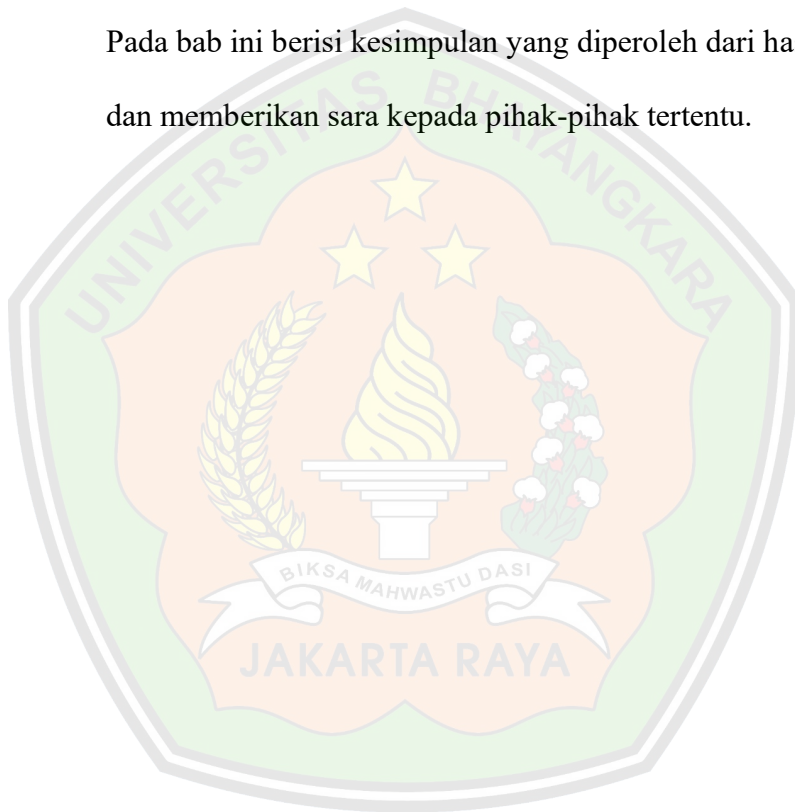 Pada bab ini berisi kesimpulan yang diperoleh dari ha
dan memberikan sara kepada pihak-pihak tertentu.
UNIVERSITAS BHAYANGKARA
BIKSA MAHWASTU DASI
JAKARTA RAYA